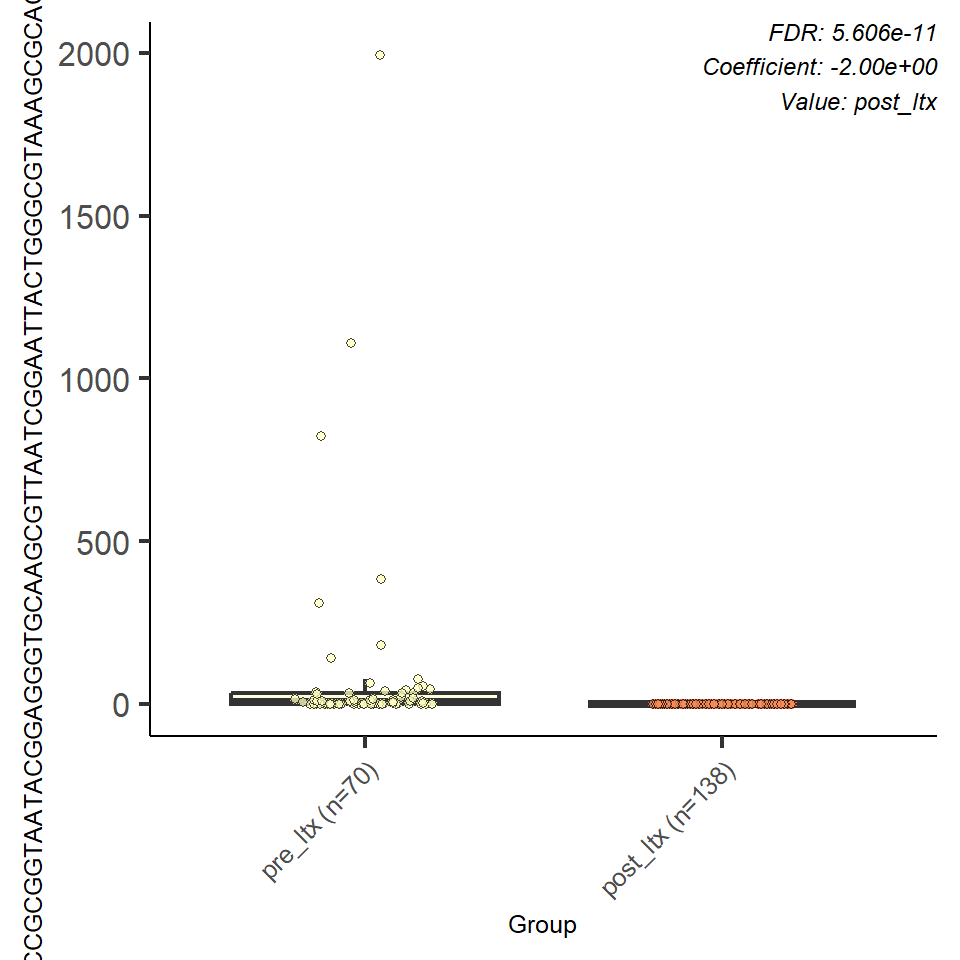 CCGCGGTAATACGGAGGGTGCAAGCGTTAATCGGAATTACTGGGCGTAAAGCGCAC
2000
1500
1000
500
0
FDR: 5.606e-11
Coefficient: -2.00e+00
Value: post_ltx
pre_ltx (n=70)
post_ltx (n=138)
Group